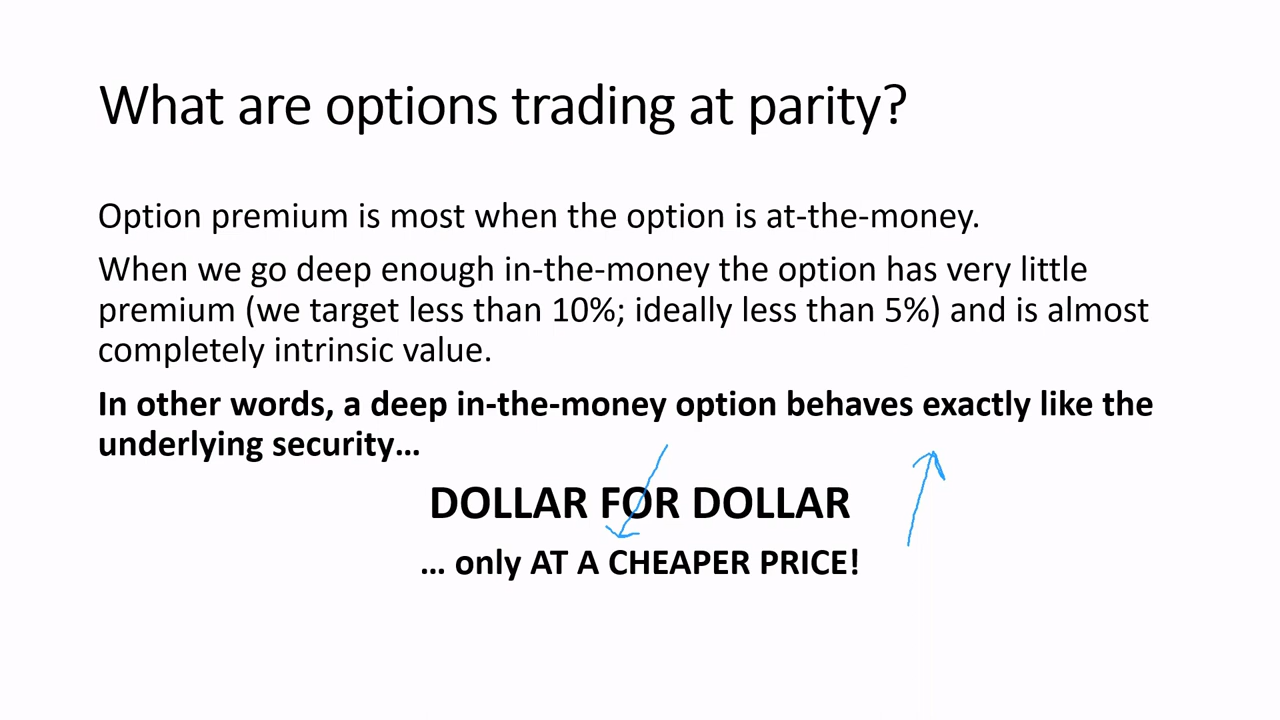 What are options trading at parity?
Option premium is most when the option is at-the-money.
When we go deep enough in-the-money the option has very little
premium (we target less than 10%; ideally less than 5%) and is almost
completely intrinsic value.
In other words, a deep in-the-money option behaves exactly like the
underlying security…
DOLLAR FOR DOLLAR
… only AT A CHEAPER PRICE!